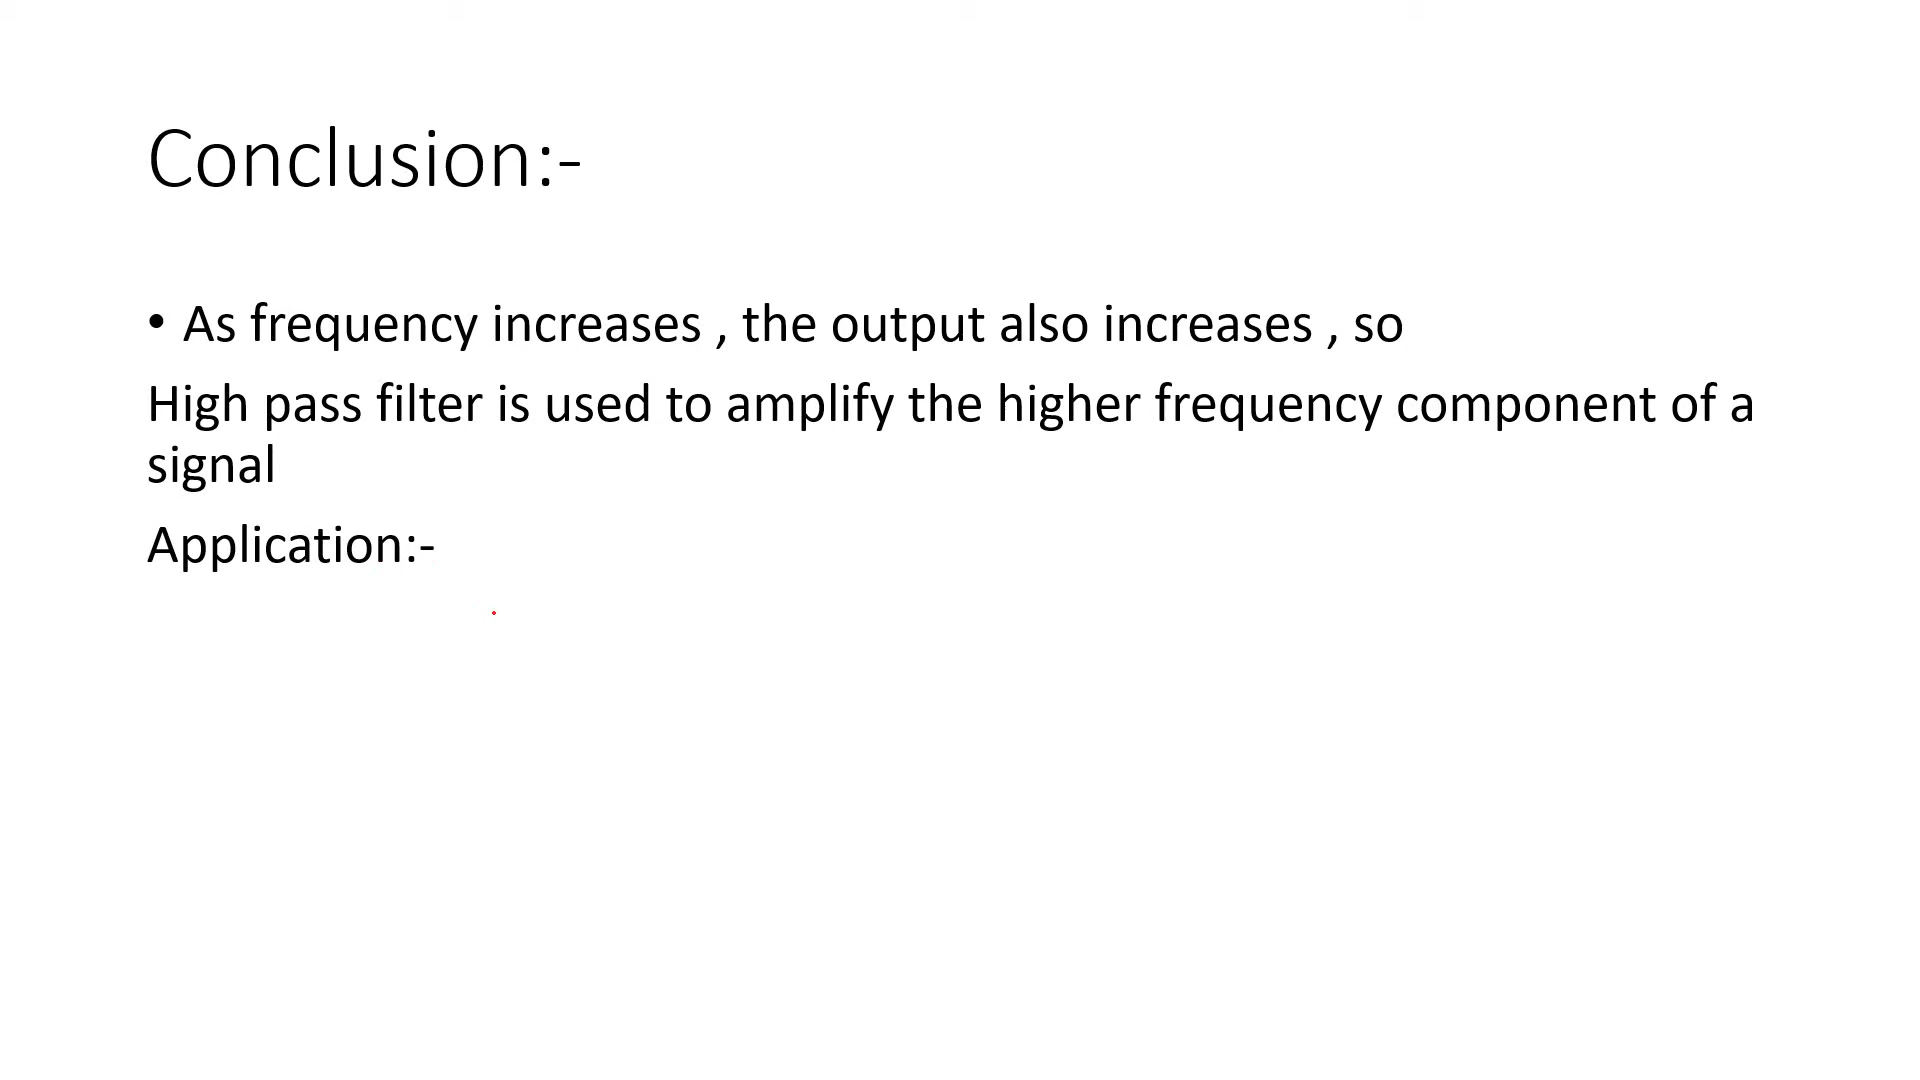 Conclusion:-
• As frequency increases , the output also increases , so
High pass filter is used to amplify the higher frequency component of a
signal
Application:-